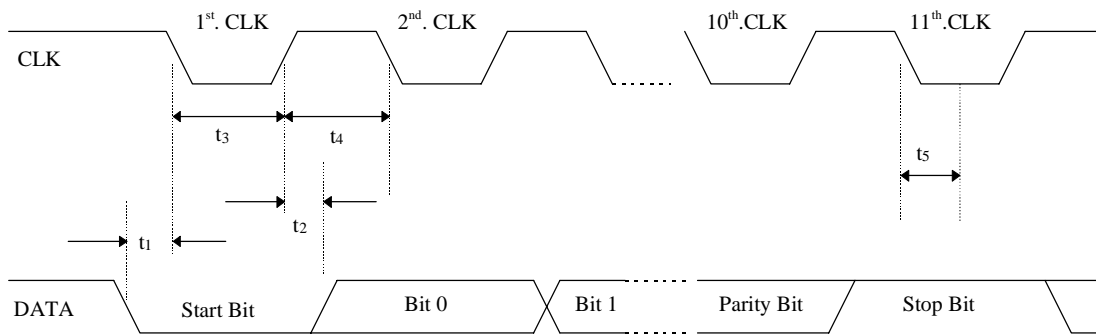 1st. CLK 2nd. CLK 10th.CLK 11th.CLK
CLK
t3 t4
t5
t2
t1
DATA Start Bit Bit 0 Bit 1 Parity Bit Stop Bit